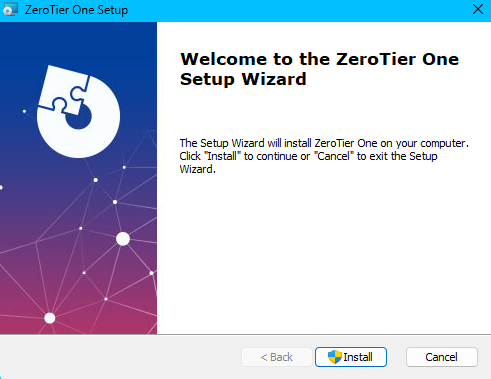 ZeroTier One Setup
Welcome to the ZeroTier One
Setup Wizard
The Setup Wizard will install ZeroTier One on your computer.
Click "Install" to continue or "Cancel" to exit the Setup
Wizard.
< Back
Install
Cancel